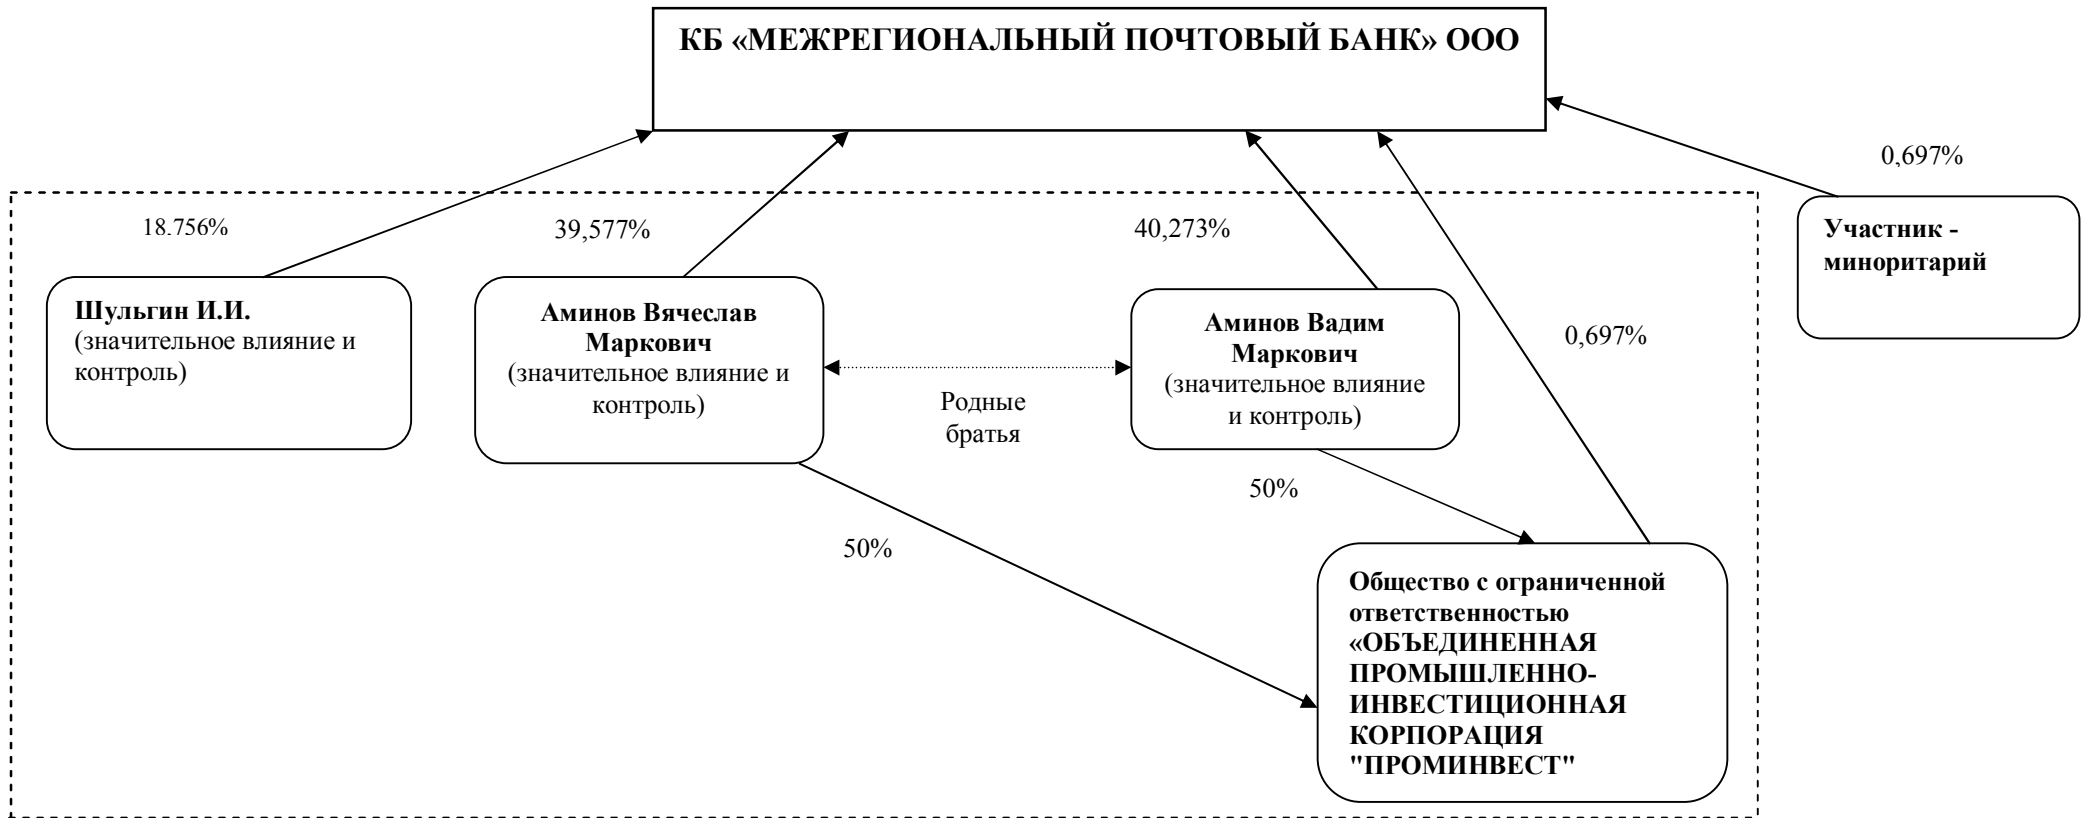 КБ «МЕЖРЕГИОНАЛЬНЫЙ ПОЧТОВЫЙ БАНК» ООО
0,697%
18.756%
39,577%
40,273%
Участник -
миноритарий
Шульгин И.И.
(значительное влияние и
контроль)
Аминов Вячеслав
Маркович
(значительное влияние и
контроль)
Родные
братья
Аминов Вадим
Маркович
(значительное влияние
и контроль)
0,697%
50%
50%
Общество с ограниченной
ответственностью
«ОБЪЕДИНЕННАЯ
ПРОМЫШЛЕННО-
ИНВЕСТИЦИОННАЯ
КОРПОРАЦИЯ
"ПРОМИНВЕСТ"